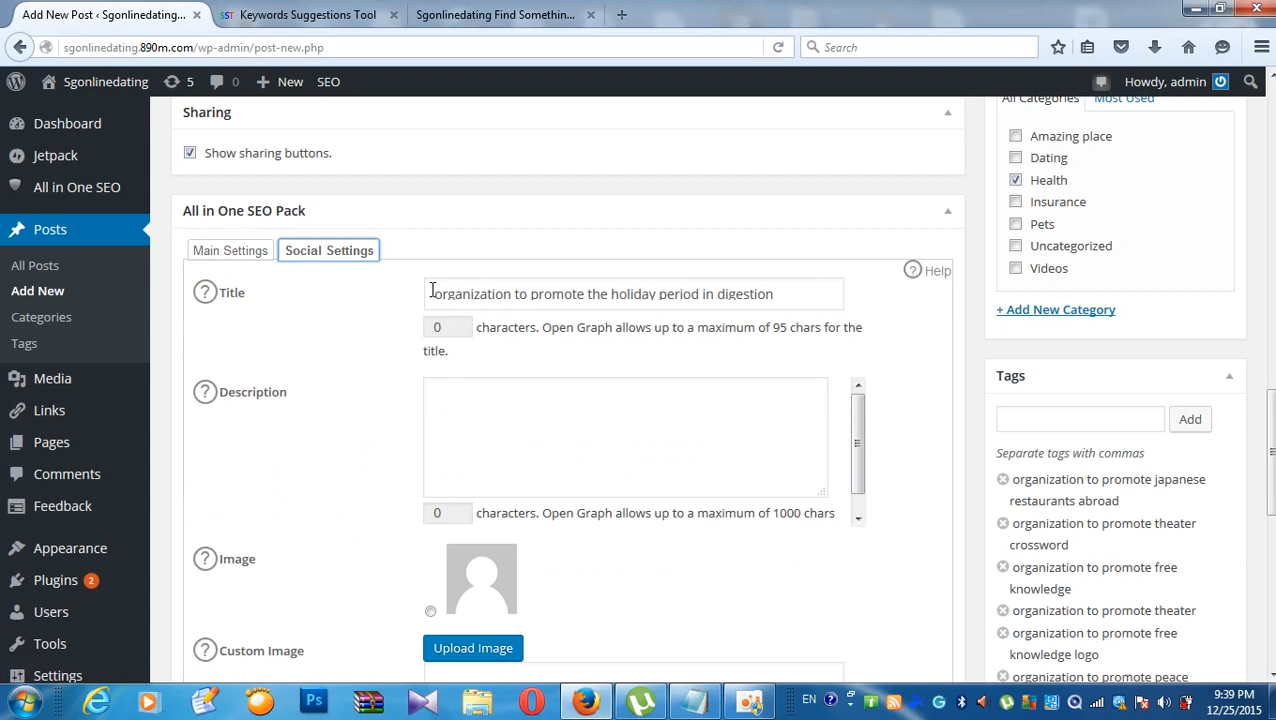 Add New Post ‹ Sgonlinedating...
Keywords Suggestions Tool
Sgonlinedating Find Somethin...
sgonlinedating.890m.com/wp-admin/post-new.php
Search
Sgonlinedating
5
0
New
SEO
Howdy, admin
Dashboard
Jetpack
All in One SEO
Posts
All Posts
Add New
Categories
Tags
Media
Links
Pages
Comments
Feedback
Appearance
Plugins 2
Users
Tools
Settings
Sharing
Show sharing buttons.
All in One SEO Pack
Main Settings
Social Settings
Help
Title
organization to promote the holiday period in digestion
0 characters. Open Graph allows up to a maximum of 95 chars for the
title.
Description
0 characters. Open Graph allows up to a maximum of 1000 chars
Image
Custom Image
Upload Image
All Categories
Most Used
Amazing place
Dating
Health
Insurance
Pets
Uncategorized
Videos
+ Add New Category
Tags
Add
Separate tags with commas
organization to promote japanese
restaurants abroad
organization to promote theater
crossword
organization to promote free
knowledge
organization to promote theater
organization to promote free
knowledge logo
organization to promote peace
Ps
EN
9:39 PM
12/25/2015